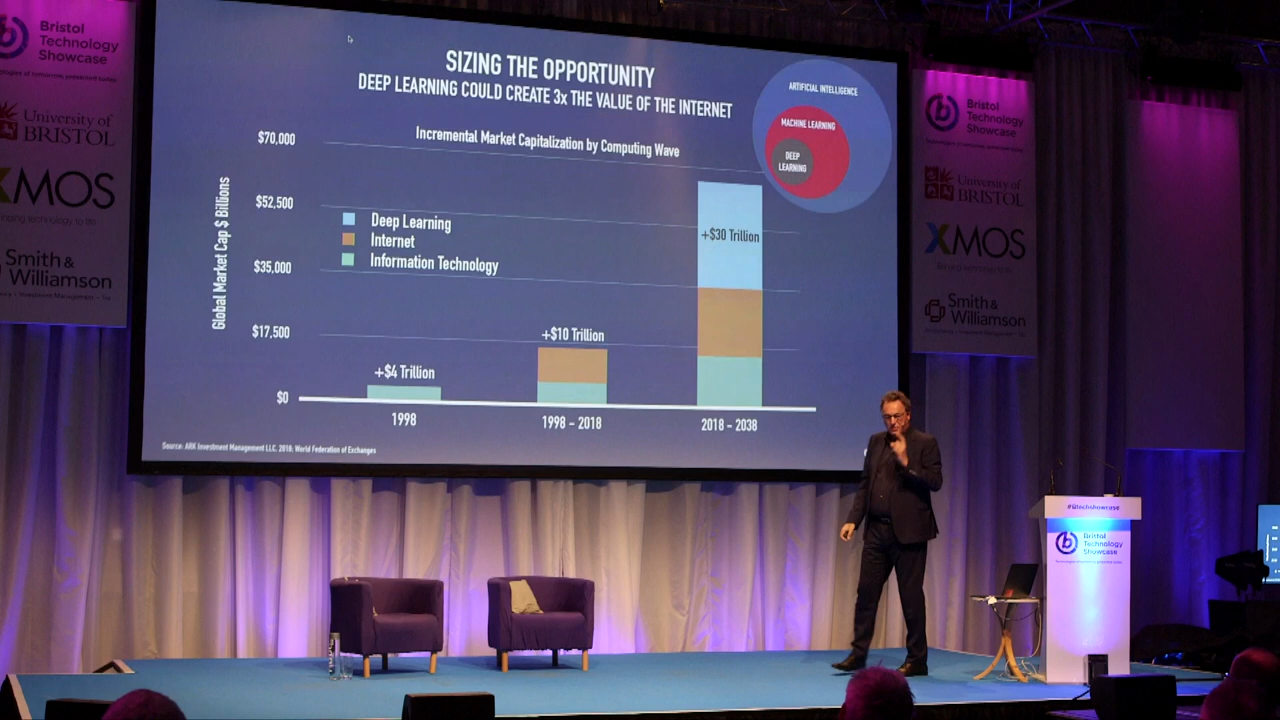 SIZING THE OPPORTUNITY
DEEP LEARNING COULD CREATE 3x THE VALUE OF THE INTERNET
Incremental Market Capitalization by Computing Wave
ARTIFICIAL INTELLIGENCE
MACHINE LEARNING
DEEP
LEARNING
Global Market Cap $ Billions
$70,000
$52,500
$35,000
$17,500
$0
Deep Learning
Internet
Information Technology
+$4 Trillion
+$10 Trillion
+$30 Trillion
1998
1998 - 2018
2018 - 2038
Source: ARK Investment Management LLC, 2018; World Federation of Exchanges
Bristol
Technology
Showcase
University of
BRISTOL
XMOS
Smith &
Williamson
Bristol
Technology
Showcase
University of
BRISTOL
XMOS
Smith &
Williamson
#Btechshowcase
Bristol
Technology
Showcase